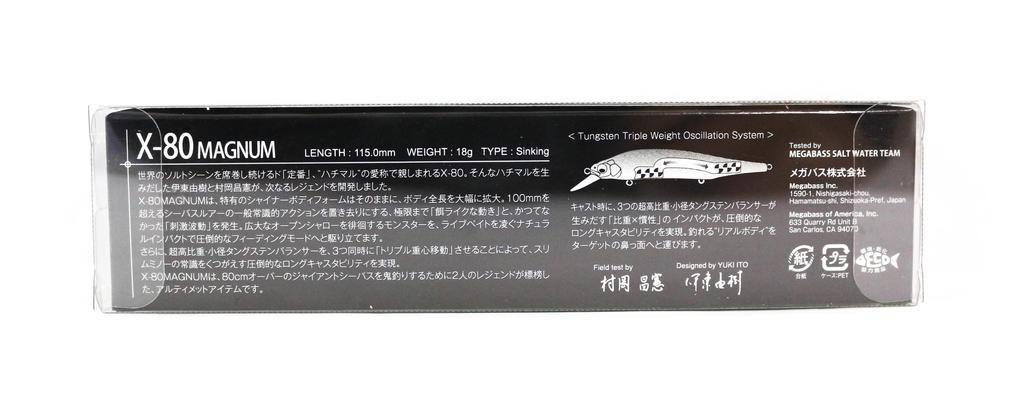 X-80 MAGNUM
LENGTH : 115.0mm WEIGHT : 18g TYPE : Sinking
世界のソルトシーンを席巻し続けるド「定番」、"ハチマル"の愛称で親しまれるX-80。そんなハチマルを生
みだした伊東由樹と村岡昌憲が、次なるレジェンドを開発しました。
X-80MAGNUMは、特有のシャイナーボディフォームはそのままに、ボディ全長を大幅に拡大。100mmを
超えるシーバスルアーの一般常識的アクションを置き去りにする、極限まで「餌ライクな動き」と、かつてな
かった「刺激波動」を発生。広大なオープンシャローを徘徊するモンスターを、ライブベイトを凌ぐナチュラ
ルインパクトで圧倒的なフィーディングモードへと駆り立てます。
さらに、超高比重・小径タングステンバランサーを、3つ同時に「トリプル重心移動」させることによって、スリ
ムミノーの常識をくつがえす圧倒的なロングキャスタビリティを実現。
X-80MAGNUMは、80cmオーバーのジャイアントシーバスを鬼釣りするために2人のレジェンドが標榜し
た、アルティメットアイテムです。
< Tungsten Triple Weight Oscillation System >
キャスト時に、3つの超高比重・小径タングステンバランサーが
生みだす「比重×慣性」のインパクトが、圧倒的な
ロングキャスタビリティを実現。釣れる"リアルボディ"を
ターゲットの鼻っ面へと運びます。
Field test by
村岡 昌憲
Designed by YUKI ITO
伊東由樹
Tested by
MEGABASS SALT WATER TEAM
メガバス株式会社
Megabass Inc.
1590-1, Nishigasaki-chou,
Hamamatsu-shi, Shizuoka-Pref, Japan
Megabass of America, Inc.
633 Quarry Rd Unit B
San Carlos, CA 94070
紙
台紙
プラ
ケース:PET
環境・美化
ECO
協力商品